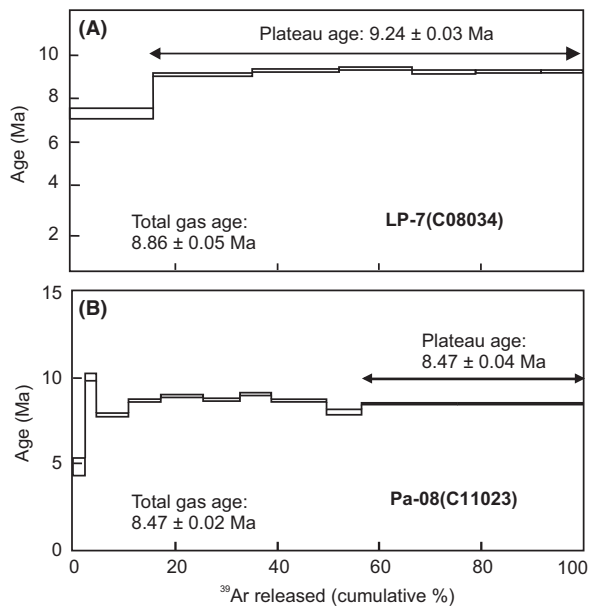 (A)
Plateau age: 9.24 ± 0.03 Ma
10
8
6
4
2
Age (Ma)
Total gas age:
8.86 ± 0.05 Ma
LP-7(C08034)
(B)
Plateau age:
8.47 ± 0.04 Ma
15
10
5
0
Age (Ma)
Total gas age:
8.47 ± 0.02 Ma
Pa-08(C11023)
0 20 40 60 80 100
³⁹Ar released (cumulative %)